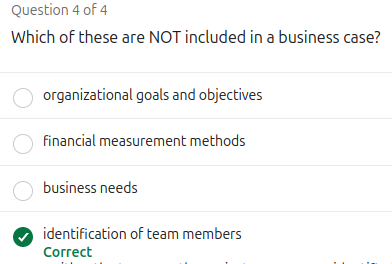 Question 4 of 4
Which of these are NOT included in a business case?
organizational goals and objectives
financial measurement methods
business needs
identification of team members
Correct